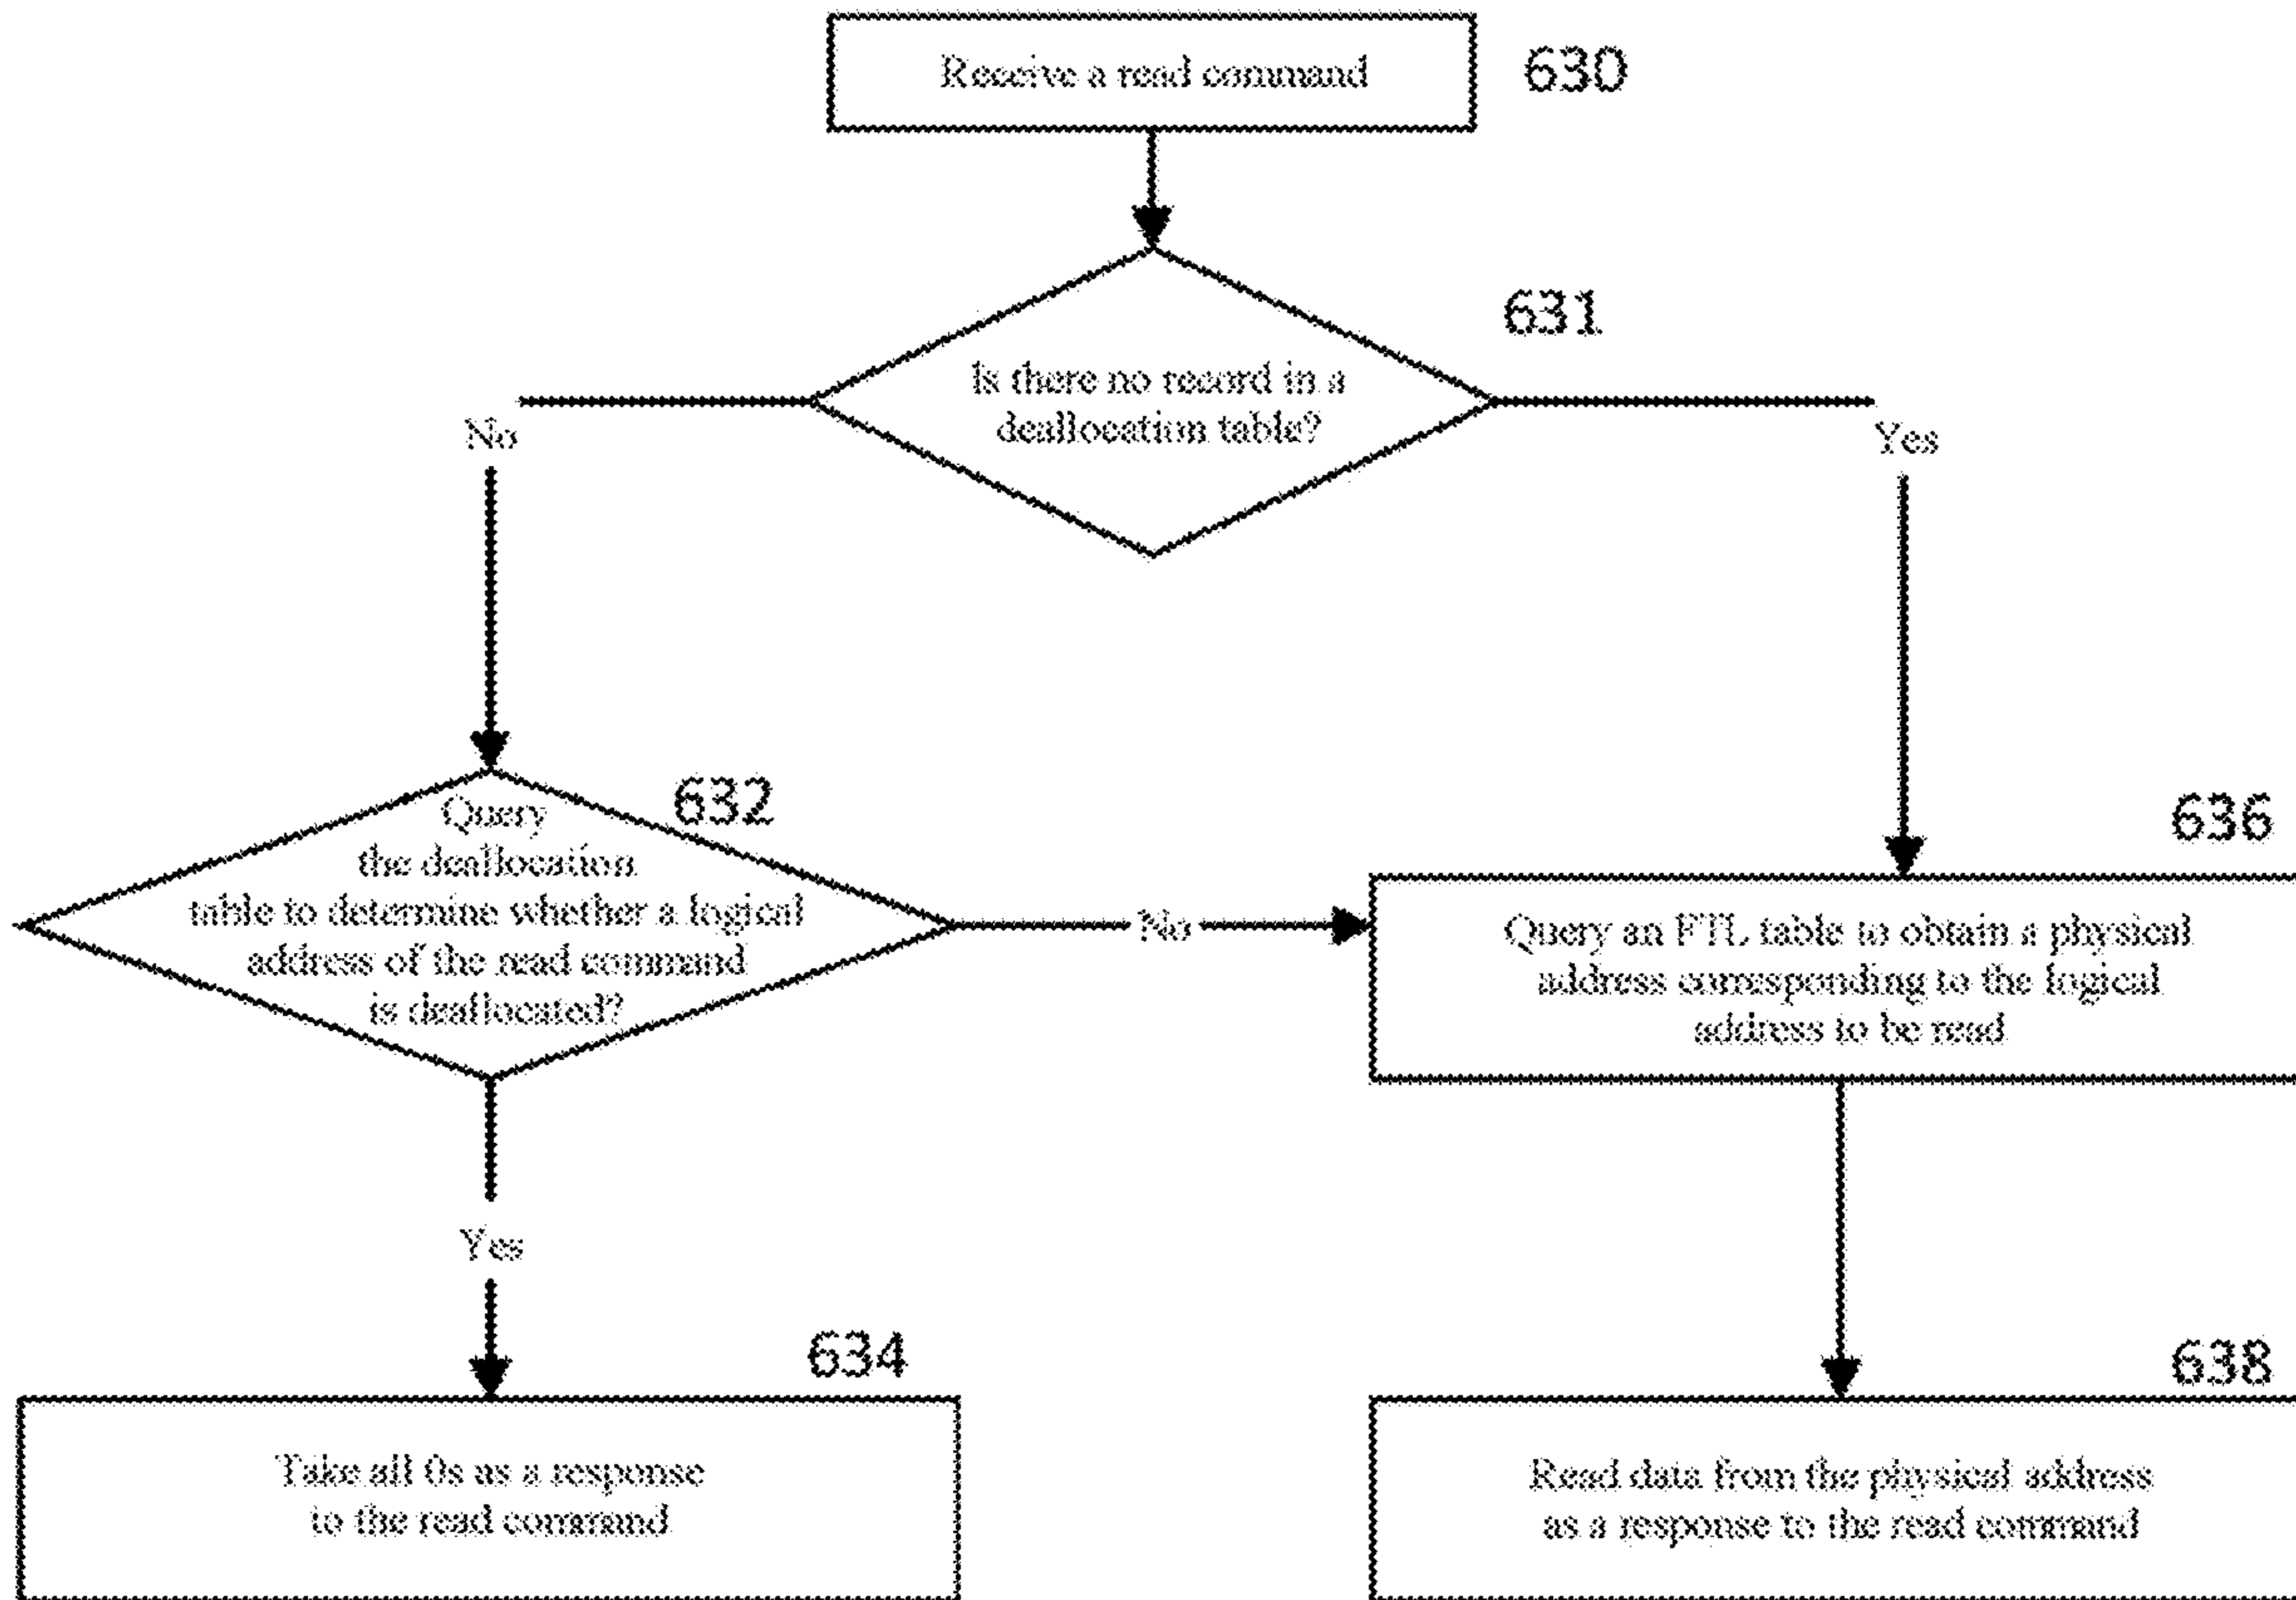 Receive a read command
630
631
Is there no record in a
deallocation table?
No
Yes
632
Query
the deallocation
table to determine whether a logical
address of the read command
is deallocated?
No
636
Query an FTL table to obtain a physical
address corresponding to the logical
address to be read
Yes
634
Take all 0s as a response
to the read command
638
Read data from the physical address
as a response to the read command